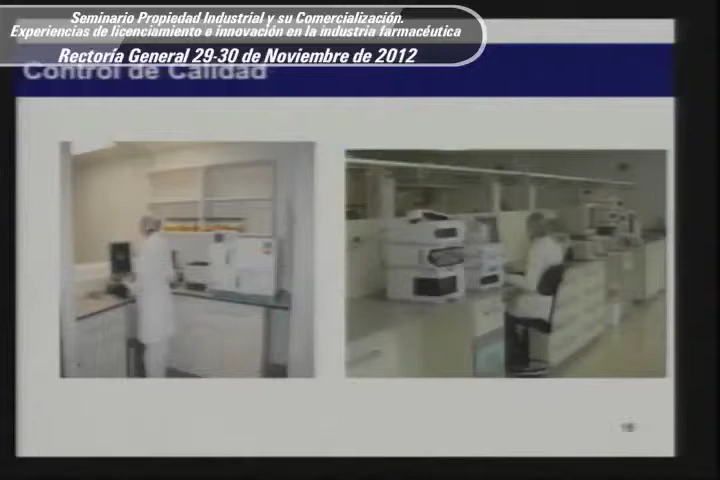 Seminario Propiedad Industrial y su Comercialización.
Experiencias de licenciamiento e innovación en la industria farmacéutica
Rectoría General 29-30 de Noviembre de 2012
Control de Calidad